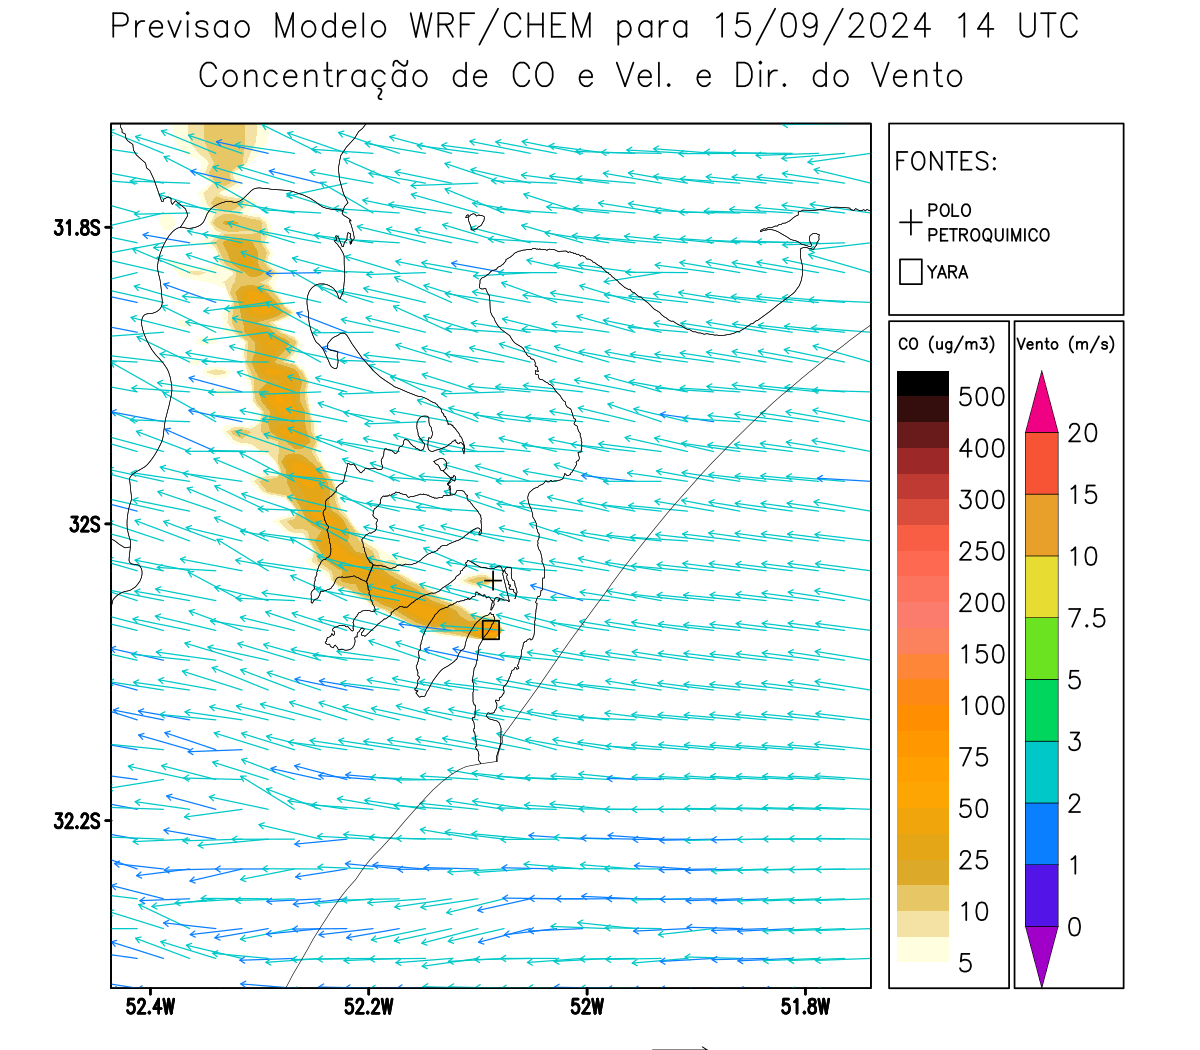 Previsao Modelo WRF/CHEM para 15/09/2024 14 UTC
Concentração de CO e Vel. e Dir. do Vento
FONTES:
POLO
PETROQUIMICO
YARA
CO (ug/m3)
500
400
300
250
200
150
100
75
50
25
10
5
Vento (m/s)
20
15
10
7.5
5
3
2
1
0
31.8S
32S
32.2S
52.4W
52.2W
52W
51.8W